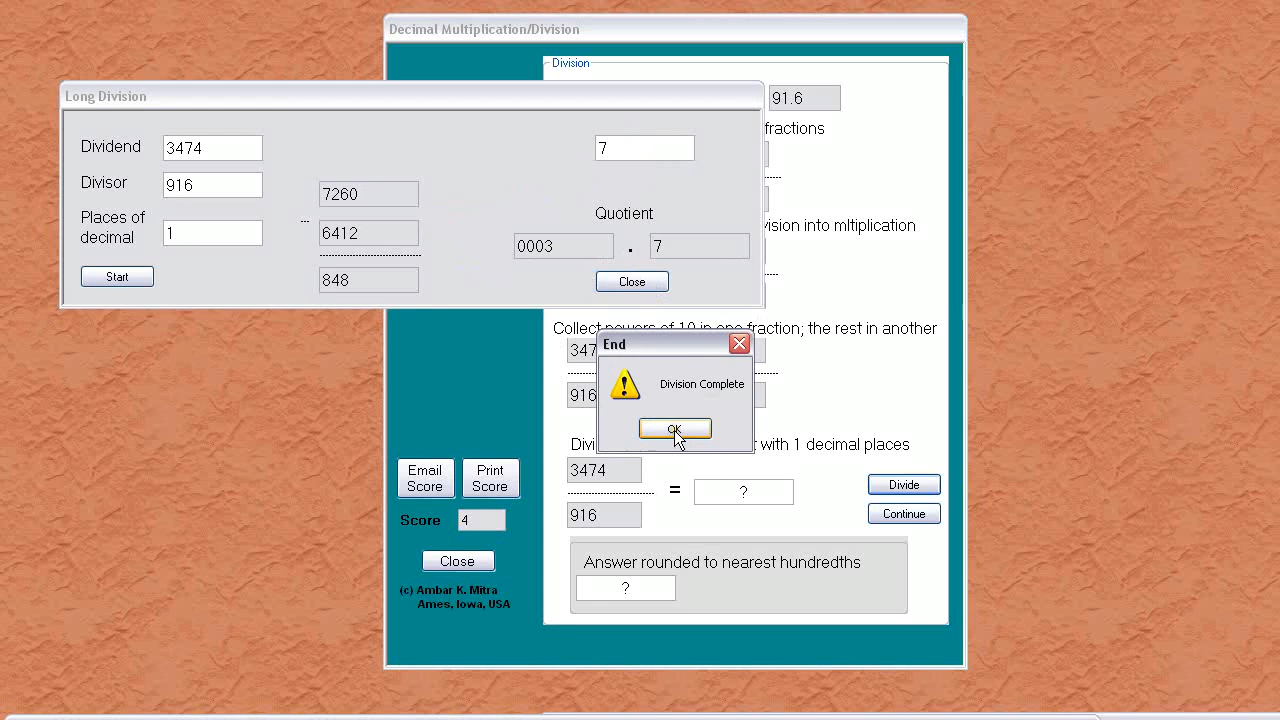 Decimal Multiplication/Division
Division
91.6
Long Division
Dividend 3474
Divisor 916
Places of
decimal 1
Start
7260
...
6412
848
7
Quotient
0003 . 7
Close
fractions
vision into mltiplication
Collect powers of 10 in one fraction; the rest in another
347
916
End
Division Complete
OK
Divi
with 1 decimal places
3474
916
= ?
Divide
Continue
Answer rounded to nearest hundredths
?
Email
Score
Print
Score
Score 4
Close
(c) Ambar K. Mitra
Ames, Iowa, USA